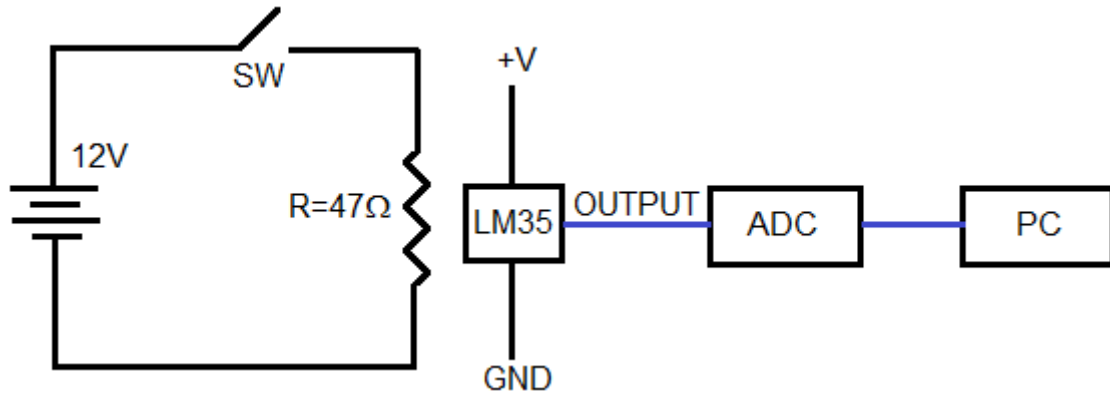 SW
+V
12V
R=47Ω
LM35
OUTPUT
ADC
PC
GND